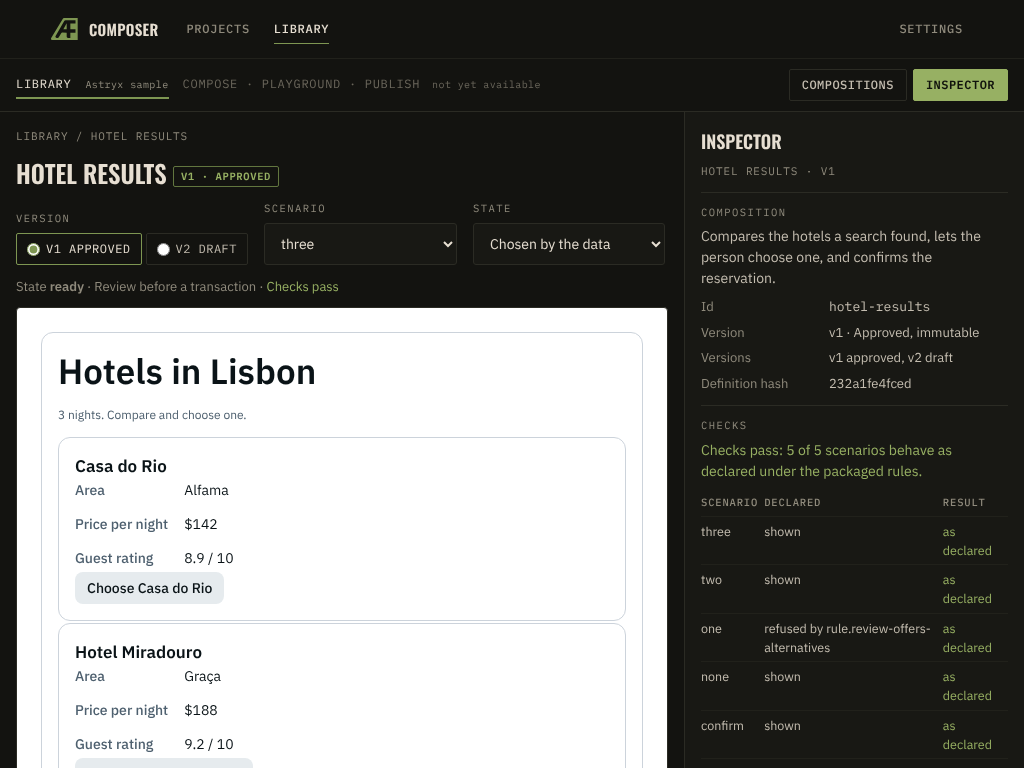 COMPOSER PROJECTS LIBRARY SETTINGS
LIBRARY Astryx sample COMPOSE · PLAYGROUND · PUBLISH not yet available COMPOSITIONS INSPECTOR
LIBRARY / HOTEL RESULTS
HOTEL RESULTS V1 · APPROVED
VERSION
V1 APPROVED V2 DRAFT
SCENARIO
three
STATE
Chosen by the data
State ready · Review before a transaction · Checks pass
Hotels in Lisbon
3 nights. Compare and choose one.
Casa do Rio
Area Alfama
Price per night $142
Guest rating 8.9 / 10
Choose Casa do Rio
Hotel Miradouro
Area Graça
Price per night $188
Guest rating 9.2 / 10
INSPECTOR
HOTEL RESULTS · V1
COMPOSITION
Compares the hotels a search found, lets the
person choose one, and confirms the
reservation.
Id hotel-results
Version v1 · Approved, immutable
Versions v1 approved, v2 draft
Definition hash 232a1fe4fced
CHECKS
Checks pass: 5 of 5 scenarios behave as
declared under the packaged rules.
SCENARIO DECLARED RESULT
three shown as
declared
two shown as
declared
one refused by rule.review-offers- as
alternatives declared
none shown as
declared
confirm shown as
declared